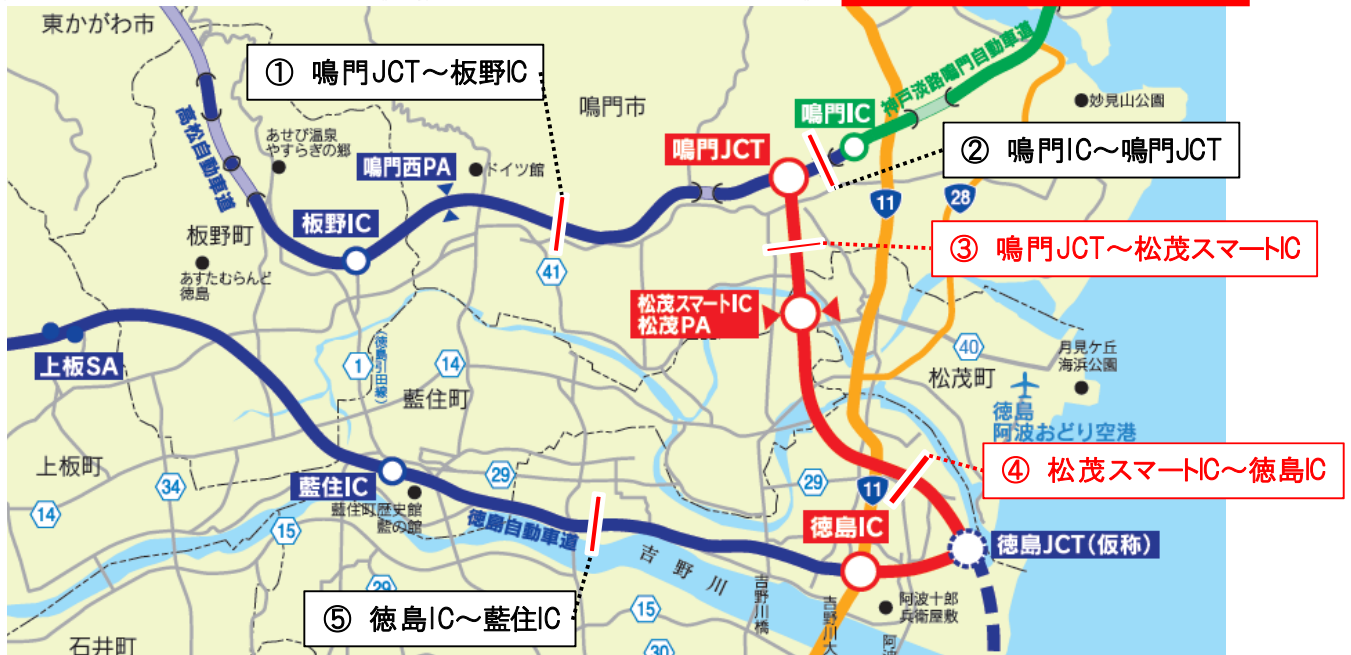 東かがわ市
① 鳴門JCT～板野IC
鳴門市
神戸淡路鳴門自動車道
妙見山公園
鳴門IC
② 鳴門IC～鳴門JCT
高松自動車道
あせび温泉
やすらぎの郷
鳴門西PA
ドイツ館
鳴門JCT
11
28
板野町
板野IC
③ 鳴門JCT～松茂スマートIC
あすたむらんど
徳島
41
松茂スマートIC
松茂PA
上板SA
1
(徳島引田線)
14
藍住町
40
月見ケ丘
海浜公園
松茂町
徳島
阿波おどり空港
上板町
34
14
15
藍住IC
29
藍住町歴史館
藍の館
徳島自動車道
29
11
④ 松茂スマートIC～徳島IC
徳島IC
徳島JCT(仮称)
吉野川
吉野川橋
吉野川大
阿波
阿波十郎
兵衛屋敷
29
⑤ 徳島IC～藍住IC
15
30
石井町